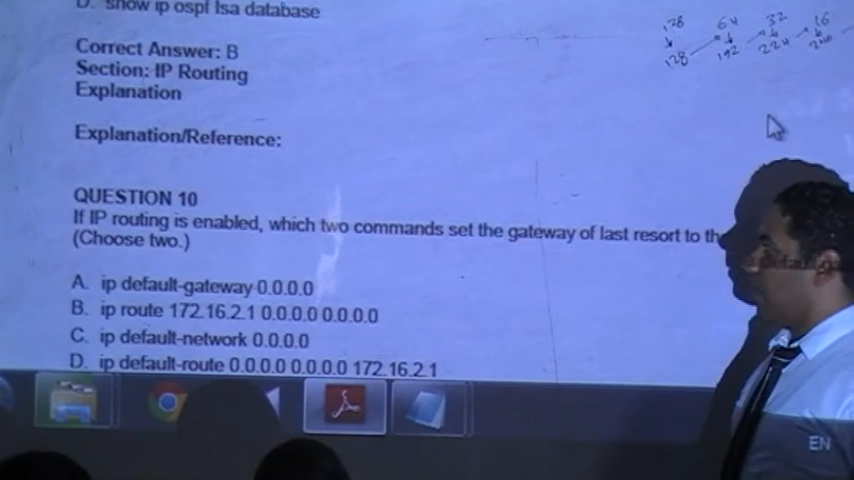 D. show ip ospf lsa database
Correct Answer: B
Section: IP Routing
Explanation
Explanation/Reference:
QUESTION 10
If IP routing is enabled, which two commands set the gateway of last resort to the
(Choose two.)
A. ip default-gateway 0.0.0.0
B. ip route 172.16.2.1 0.0.0.0 0.0.0.0
C. ip default-network 0.0.0.0
D. ip default-route 0.0.0.0 0.0.0.0 172.16.2.1
128 64 32 16
128 192 224 240
EN